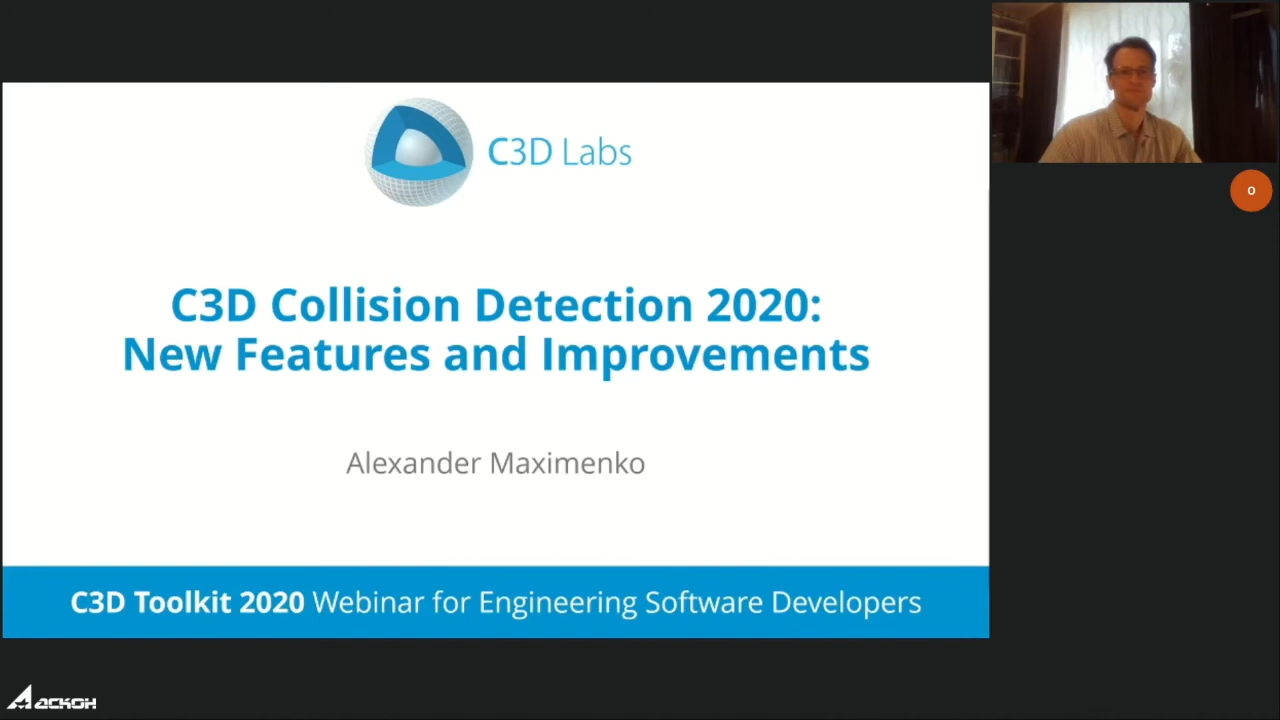 C3D Labs
C3D Collision Detection 2020:
New Features and Improvements
Alexander Maximenko
C3D Toolkit 2020 Webinar for Engineering Software Developers
O
АСКОН